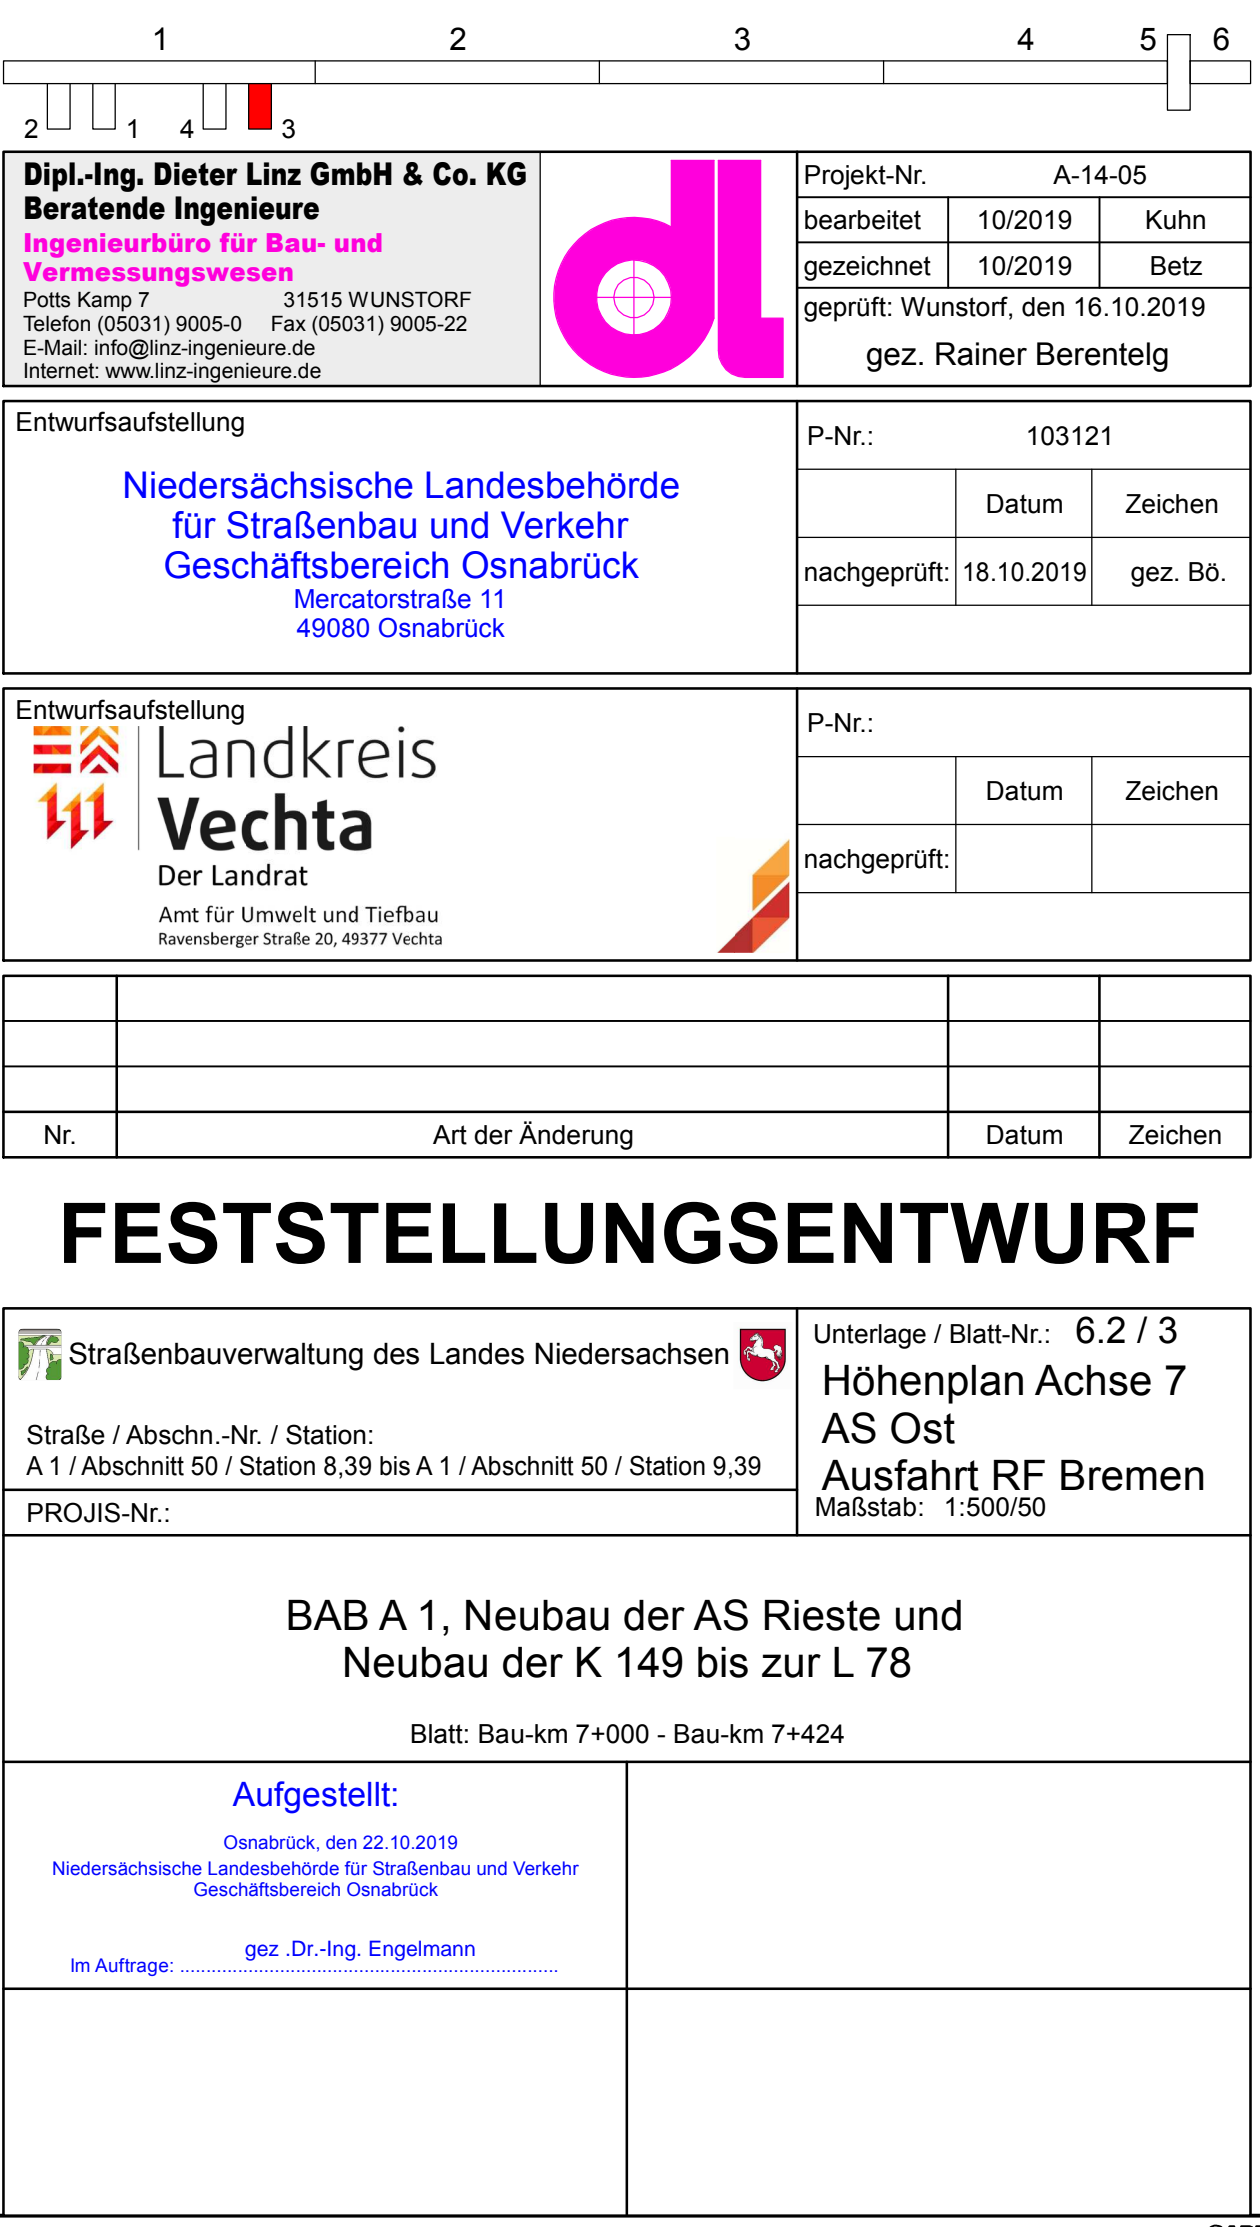 1 2 3 4 5 6
2 1 4 3
Dipl.-Ing. Dieter Linz GmbH & Co. KG
Beratende Ingenieure
Ingenieurbüro für Bau- und
Vermessungswesen
Potts Kamp 7 31515 WUNSTORF
Telefon (05031) 9005-0 Fax (05031) 9005-22
E-Mail: info@linz-ingenieure.de
Internet: www.linz-ingenieure.de
dl
Projekt-Nr. A-14-05
bearbeitet 10/2019 Kuhn
gezeichnet 10/2019 Betz
geprüft: Wunstorf, den 16.10.2019
gez. Rainer Berentelg
Entwurfsaufstellung
Niedersächsische Landesbehörde
für Straßenbau und Verkehr
Geschäftsbereich Osnabrück
Mercatorstraße 11
49080 Osnabrück
P-Nr.: 103121
Datum Zeichen
nachgeprüft: 18.10.2019 gez. Bö.
Entwurfsaufstellung
Landkreis
Vechta
Der Landrat
Amt für Umwelt und Tiefbau
Ravensberger Straße 20, 49377 Vechta
P-Nr.:
Datum Zeichen
nachgeprüft:
Nr. Art der Änderung Datum Zeichen
FESTSTELLUNGSENTWURF
Straßenbauverwaltung des Landes Niedersachsen
Straße / Abschn.-Nr. / Station:
A 1 / Abschnitt 50 / Station 8,39 bis A 1 / Abschnitt 50 / Station 9,39
PROJIS-Nr.:
Unterlage / Blatt-Nr.: 6.2 / 3
Höhenplan Achse 7
AS Ost
Ausfahrt RF Bremen
Maßstab: 1:500/50
BAB A 1, Neubau der AS Rieste und
Neubau der K 149 bis zur L 78
Blatt: Bau-km 7+000 - Bau-km 7+424
Aufgestellt:
Osnabrück, den 22.10.2019
Niedersächsische Landesbehörde für Straßenbau und Verkehr
Geschäftsbereich Osnabrück
gez .Dr.-Ing. Engelmann
Im Auftrage: ........................................................................